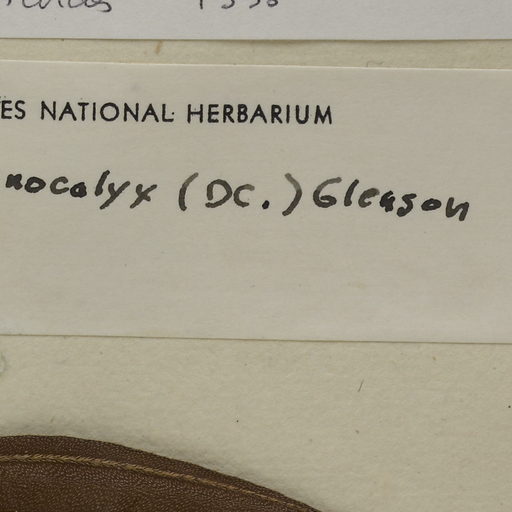 ES NATIONAL HERBARIUM
nocalyx (DC.) Gleason